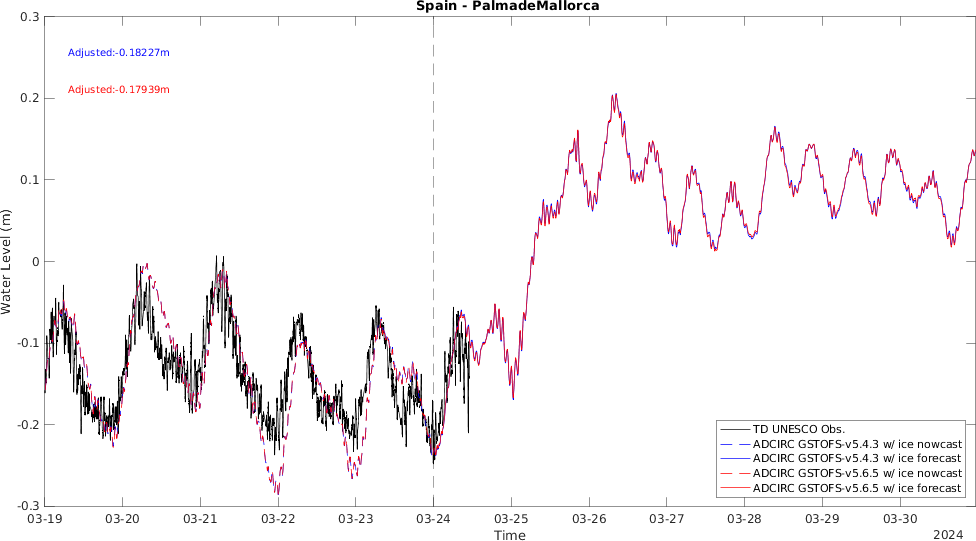 Spain - PalmadeMallorca
Adjusted:-0.18227m
Adjusted:-0.17939m
Water Level (m)
0.3
0.2
0.1
0
-0.1
-0.2
-0.3
TD UNESCO Obs.
ADCIRC GSTOFS-v5.4.3 w/ ice nowcast
ADCIRC GSTOFS-v5.4.3 w/ ice forecast
ADCIRC GSTOFS-v5.6.5 w/ ice nowcast
ADCIRC GSTOFS-v5.6.5 w/ ice forecast
03-19 03-20 03-21 03-22 03-23 03-24 03-25 03-26 03-27 03-28 03-29 03-30
Time
2024